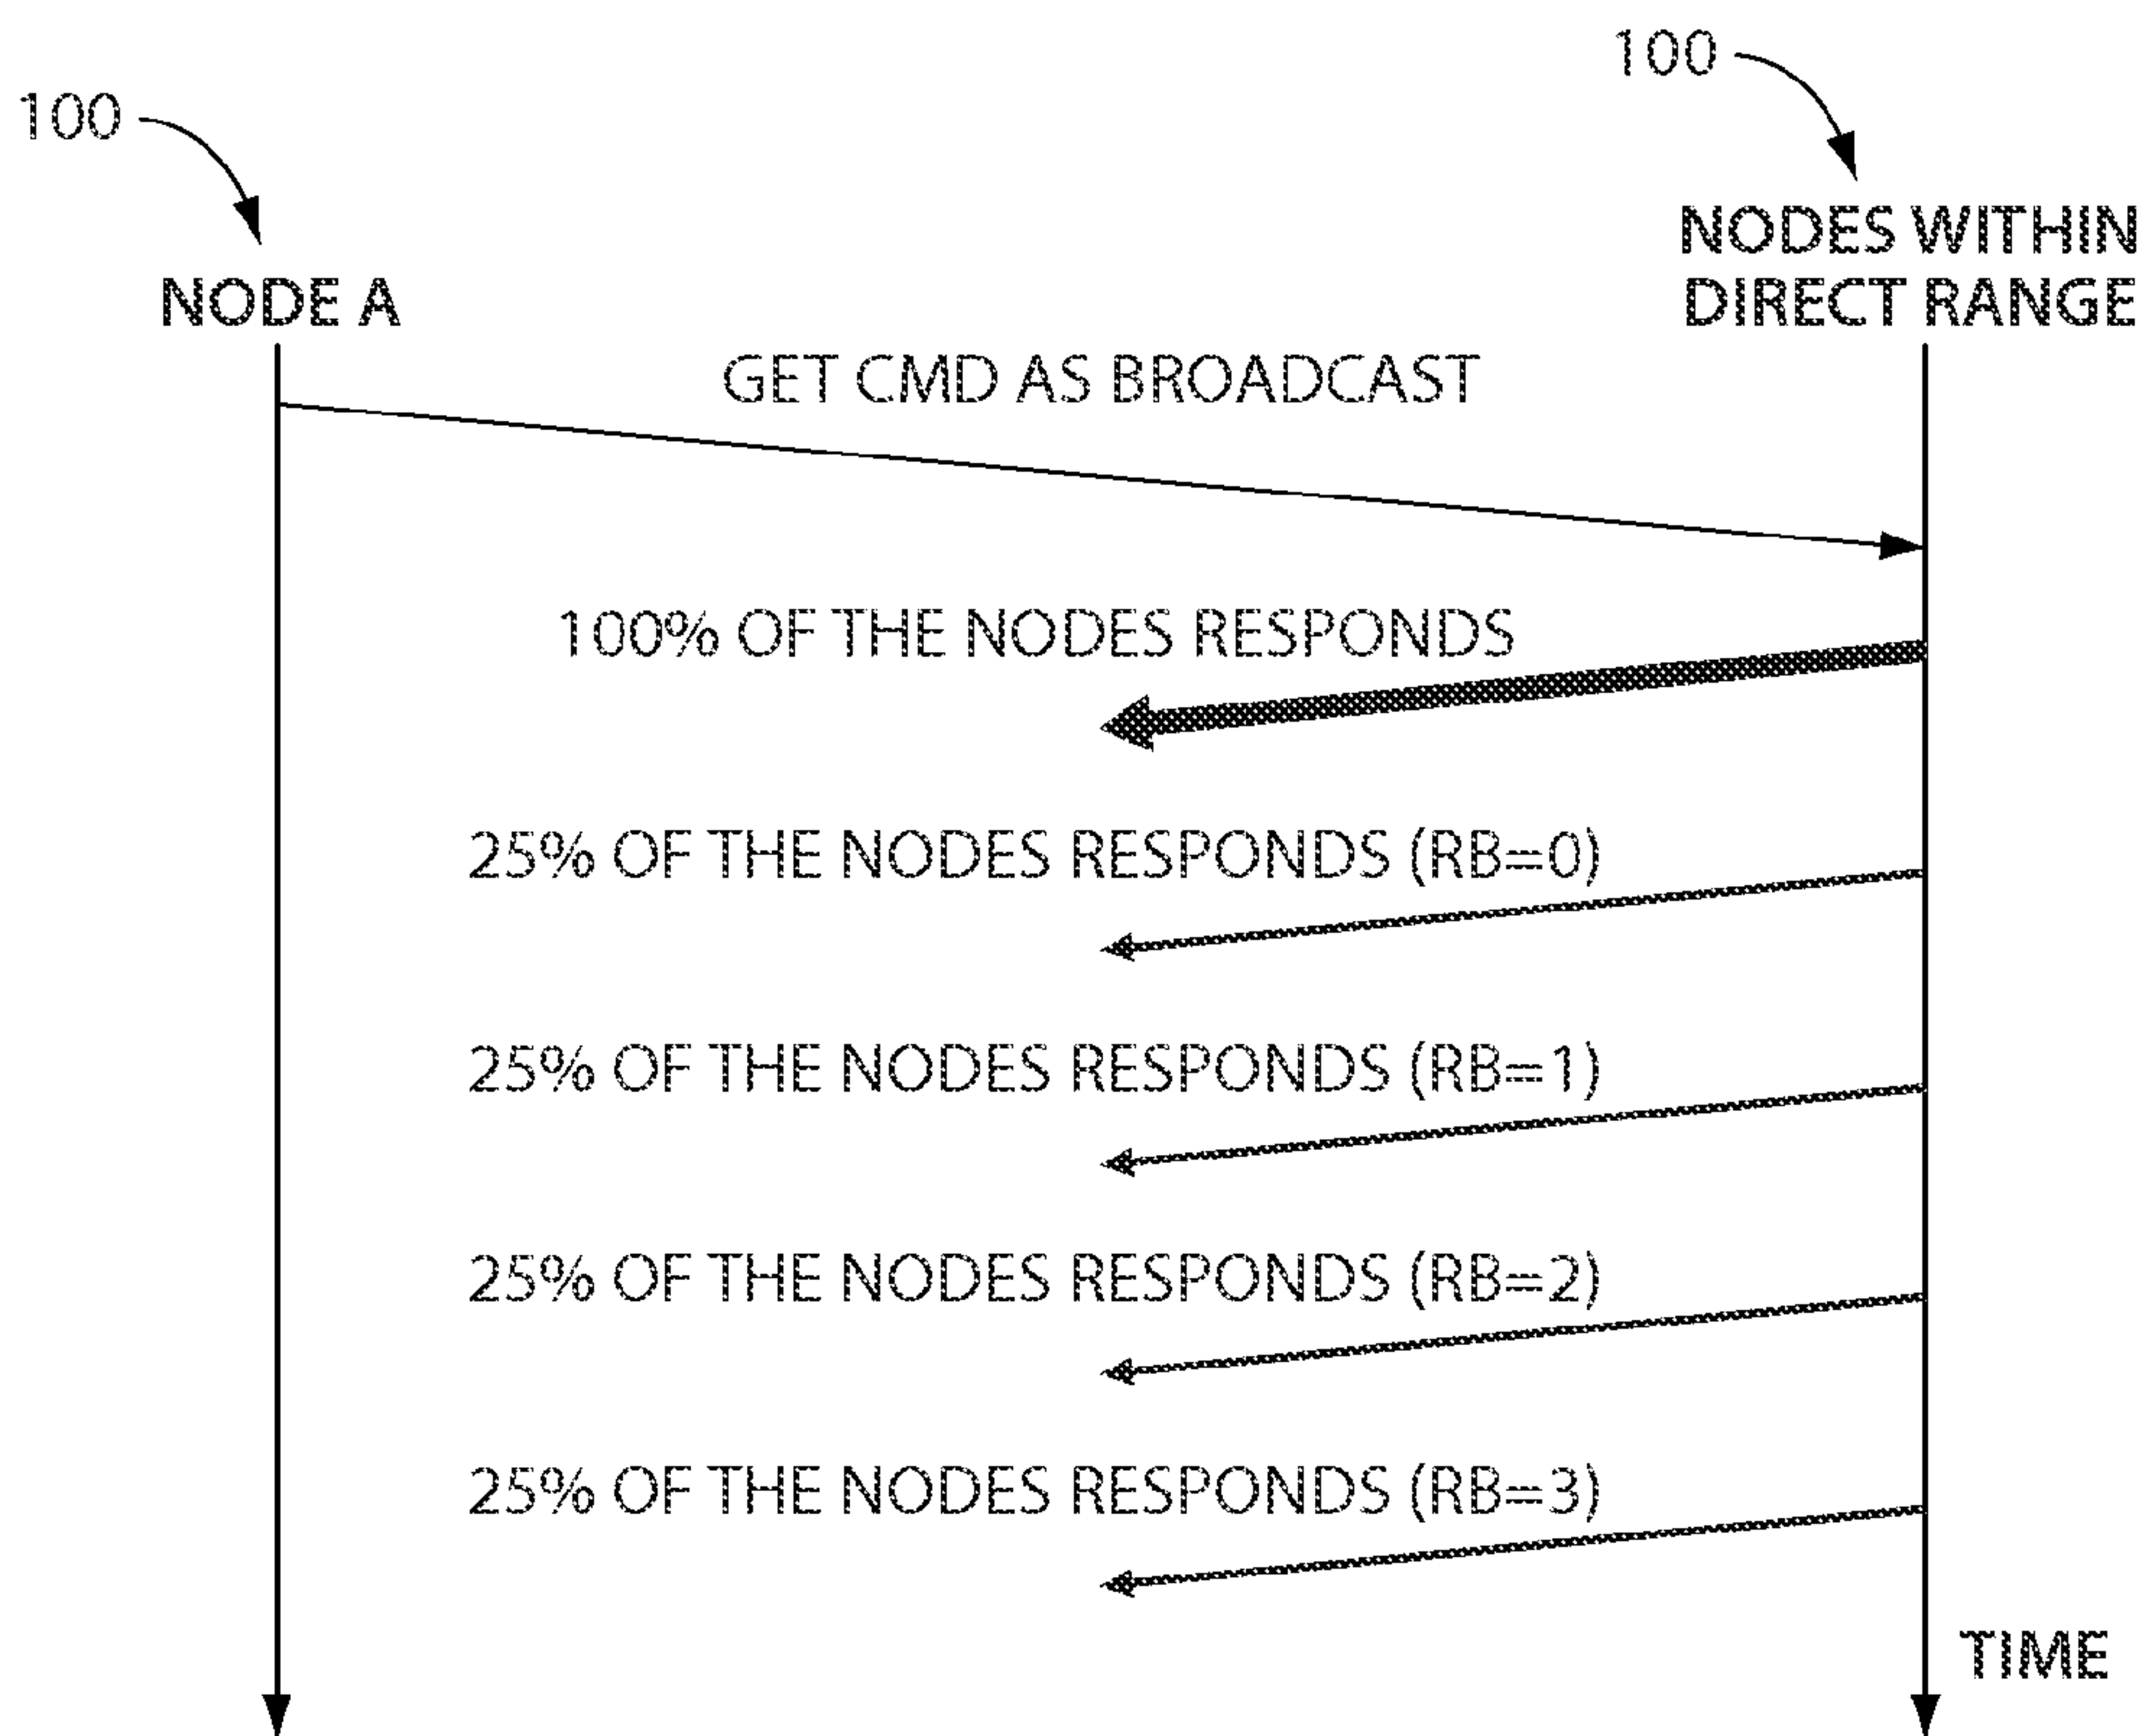 100
100
NODE A
NODES WITHIN
DIRECT RANGE
GET CMD AS BROADCAST
100% OF THE NODES RESPONDS
25% OF THE NODES RESPONDS (RB=0)
25% OF THE NODES RESPONDS (RB=1)
25% OF THE NODES RESPONDS (RB=2)
25% OF THE NODES RESPONDS (RB=3)
TIME